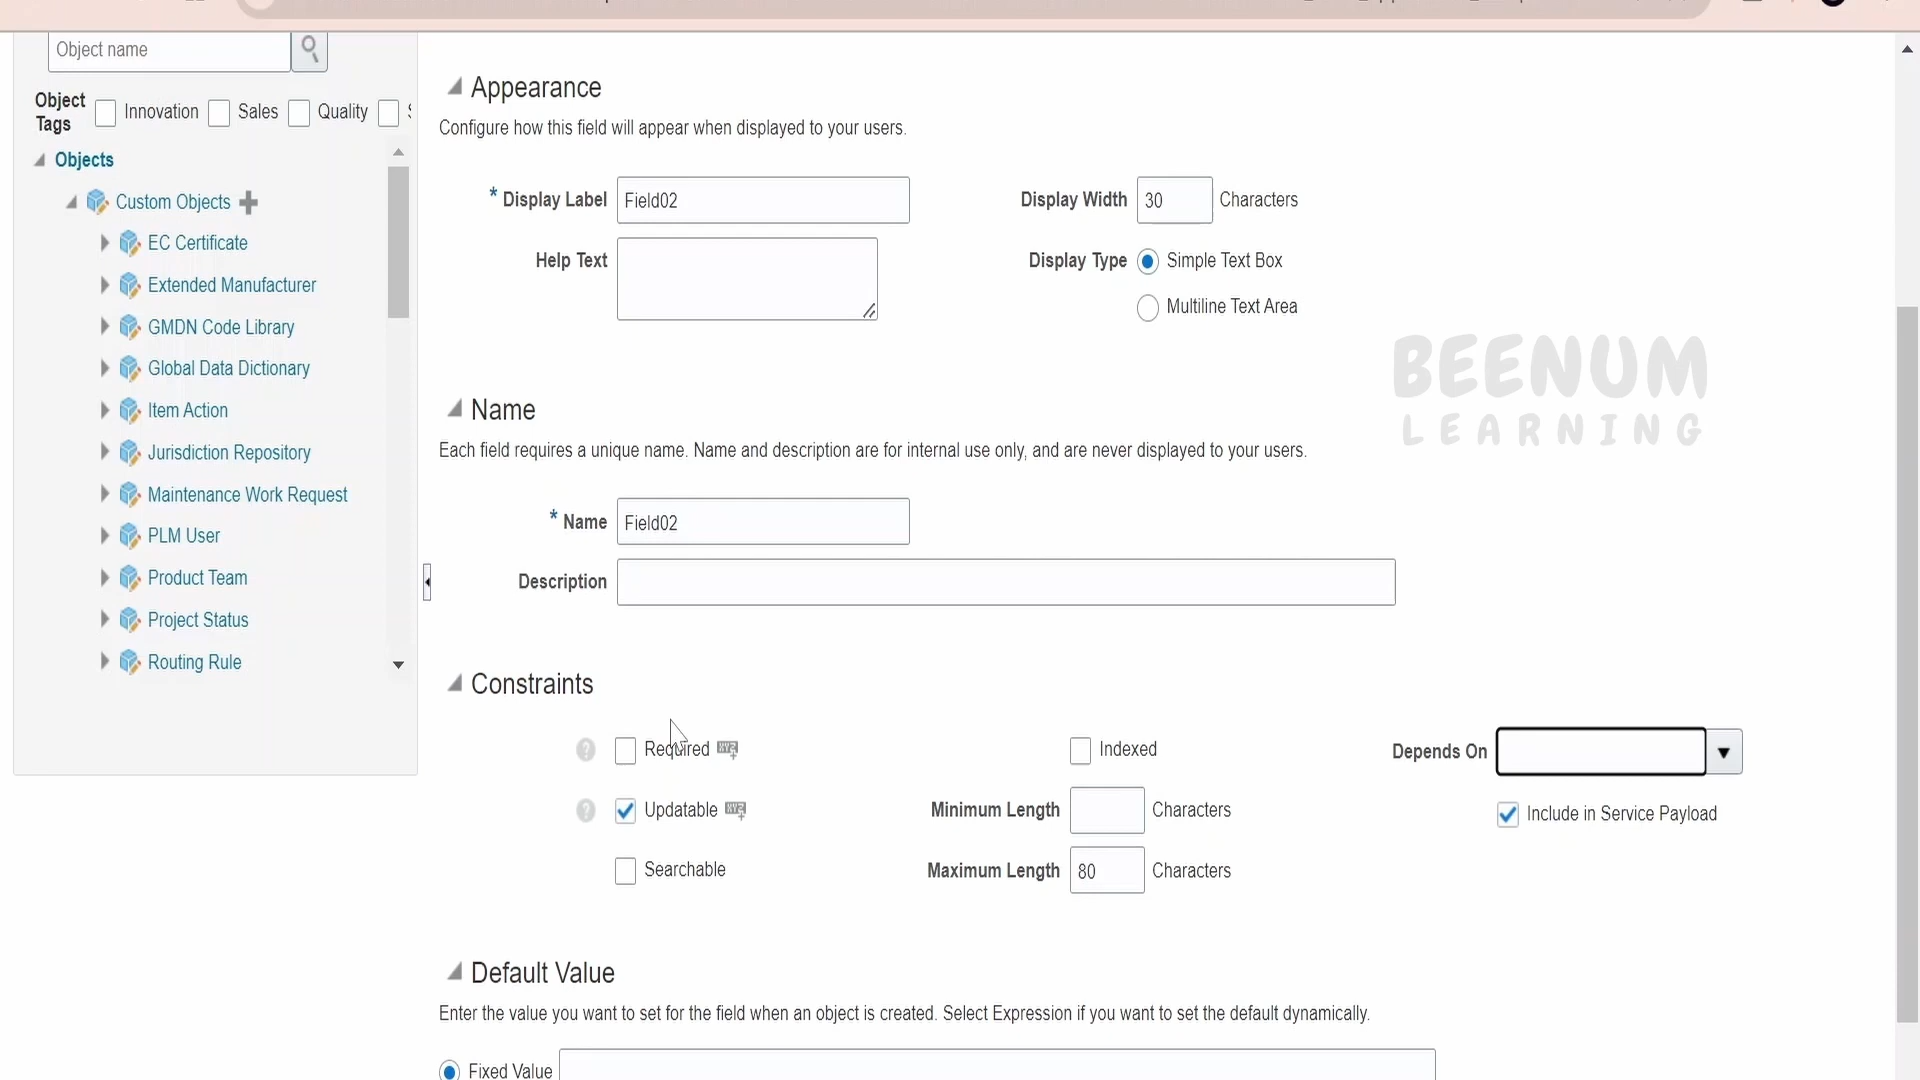 Object name
Object
Tags
Innovation
Sales
Quality
Objects
Custom Objects
EC Certificate
Extended Manufacturer
GMDN Code Library
Global Data Dictionary
Item Action
Jurisdiction Repository
Maintenance Work Request
PLM User
Product Team
Project Status
Routing Rule
Appearance
Configure how this field will appear when displayed to your users.
* Display Label Field02
Display Width 30 Characters
Help Text
Display Type Simple Text Box
Multiline Text Area
BEENUM
LEARNING
Name
Each field requires a unique name. Name and description are for internal use only, and are never displayed to your users.
* Name Field02
Description
Constraints
Required
Indexed
Depends On
Updatable
Minimum Length Characters
Include in Service Payload
Searchable
Maximum Length 80 Characters
Default Value
Enter the value you want to set for the field when an object is created. Select Expression if you want to set the default dynamically.
Fixed Value